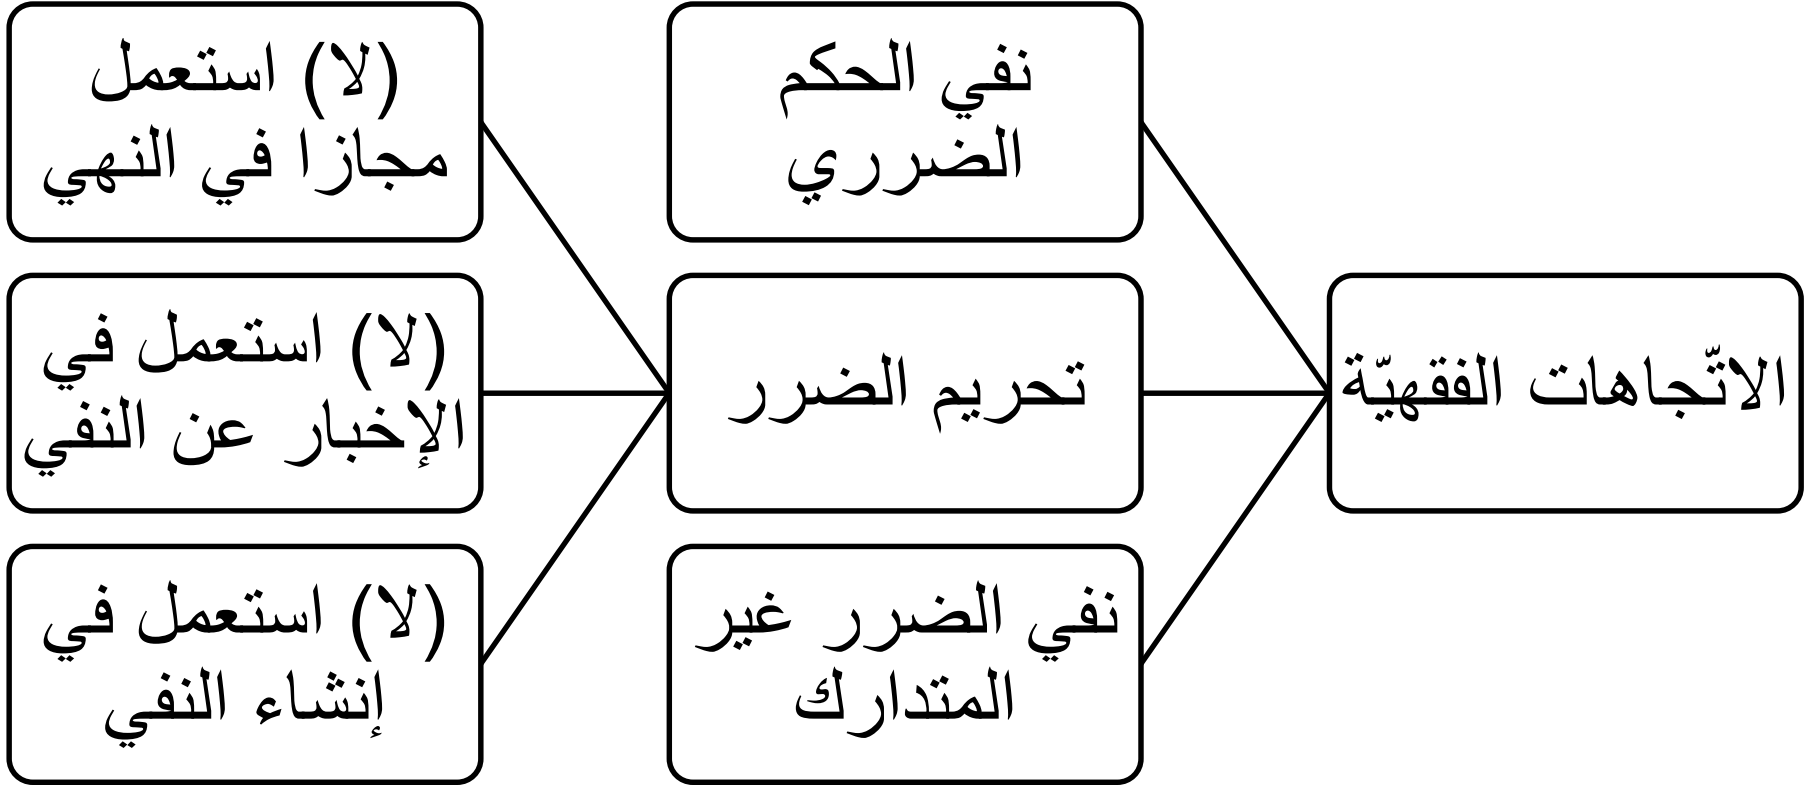 الاتّجاهات الفقهيّة
نفي الحكم
الضرري
تحريم الضرر
نفي الضرر غير
المتدارك
(لا) استعمل
مجازا في النهي
(لا) استعمل في
الإخبار عن النفي
(لا) استعمل في
إنشاء النفي